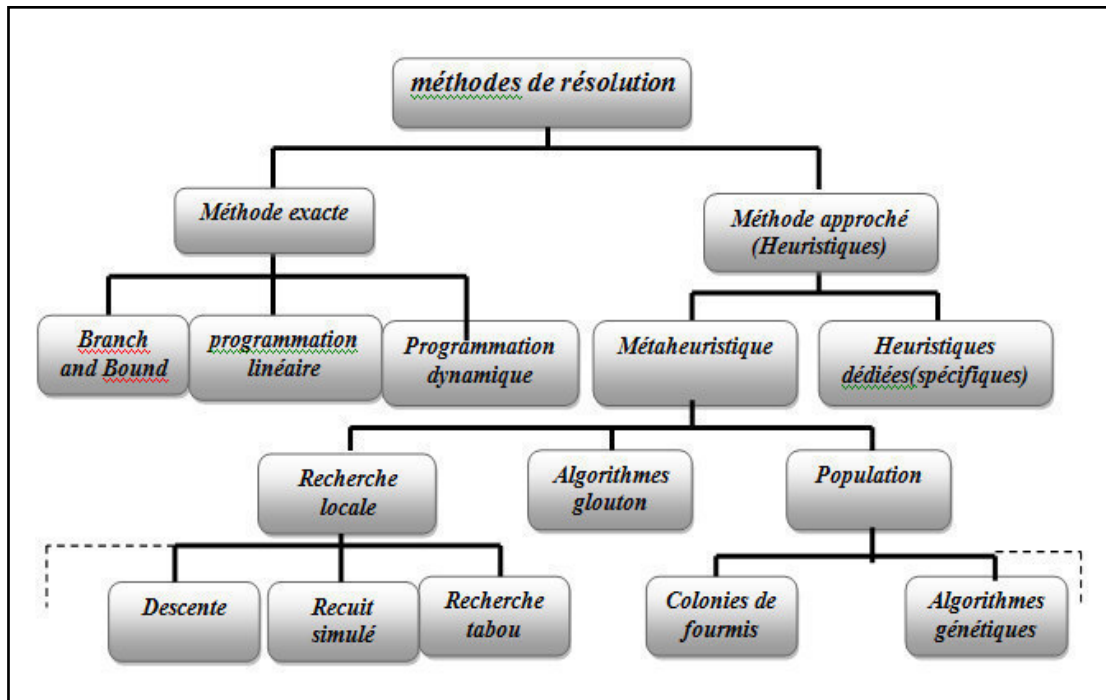 méthodes de résolution
Méthode exacte
Méthode approché
(Heuristiques)
Branch
and Bound
programmation
linéaire
Programmation
dynamique
Métaheuristique
Heuristiques
dédiées(spécifiques)
Recherche
locale
Algorithmes
glouton
Population
Descente
Recuit
simulé
Recherche
tabou
Colonies de
fourmis
Algorithmes
génétiques